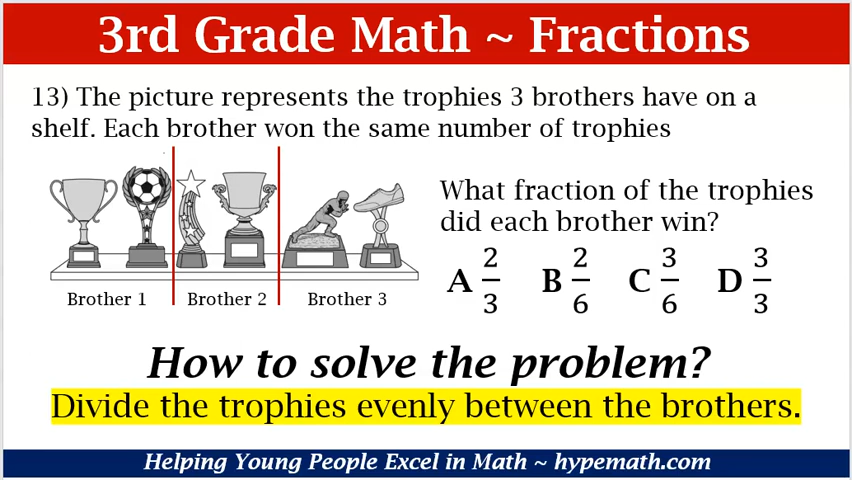 3rd Grade Math ~ Fractions
13) The picture represents the trophies 3 brothers have on a
shelf. Each brother won the same number of trophies
Brother 1
Brother 2
Brother 3
What fraction of the trophies
did each brother win?
A 2/3 B 2/6 C 3/6 D 3/3
How to solve the problem?
Divide the trophies evenly between the brothers.
Helping Young People Excel in Math ~ hypemath.com